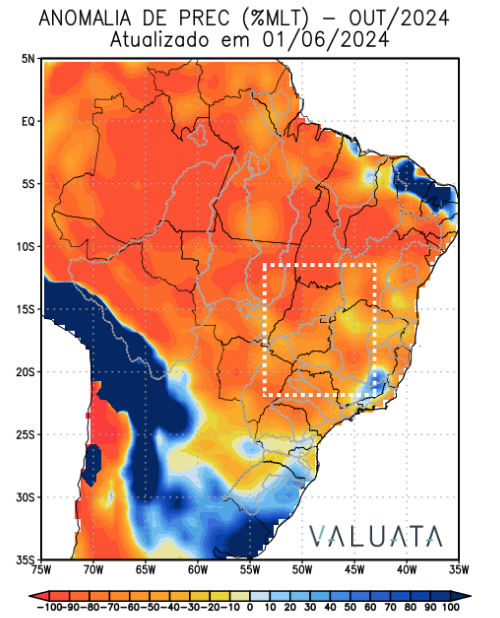 ANOMALIA DE PREC (%MLT) – OUT/2024
Atualizado em 01/06/2024
5N
EQ
5S
10S
15S
20S
25S
30S
35S
VALUATA
75W 70W 65W 60W 55W 50W 45W 40W 35W
-100 -90 -80 -70 -60 -50 -40 -30 -20 -10 0 10 20 30 40 50 60 70 80 90 100